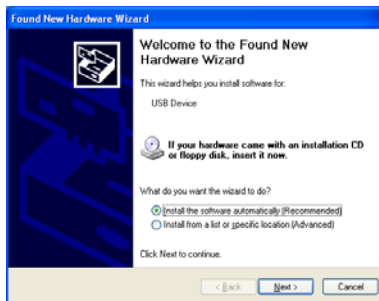 Found New Hardware Wizard
Welcome to the Found New
Hardware Wizard
This wizard helps you install software for:
USB Device
If your hardware came with an installation CD
or floppy disk, insert it now.
What do you want the wizard to do?
Install the software automatically (Recommended)
Install from a list or specific location (Advanced)
Click Next to continue.
< Back Next > Cancel